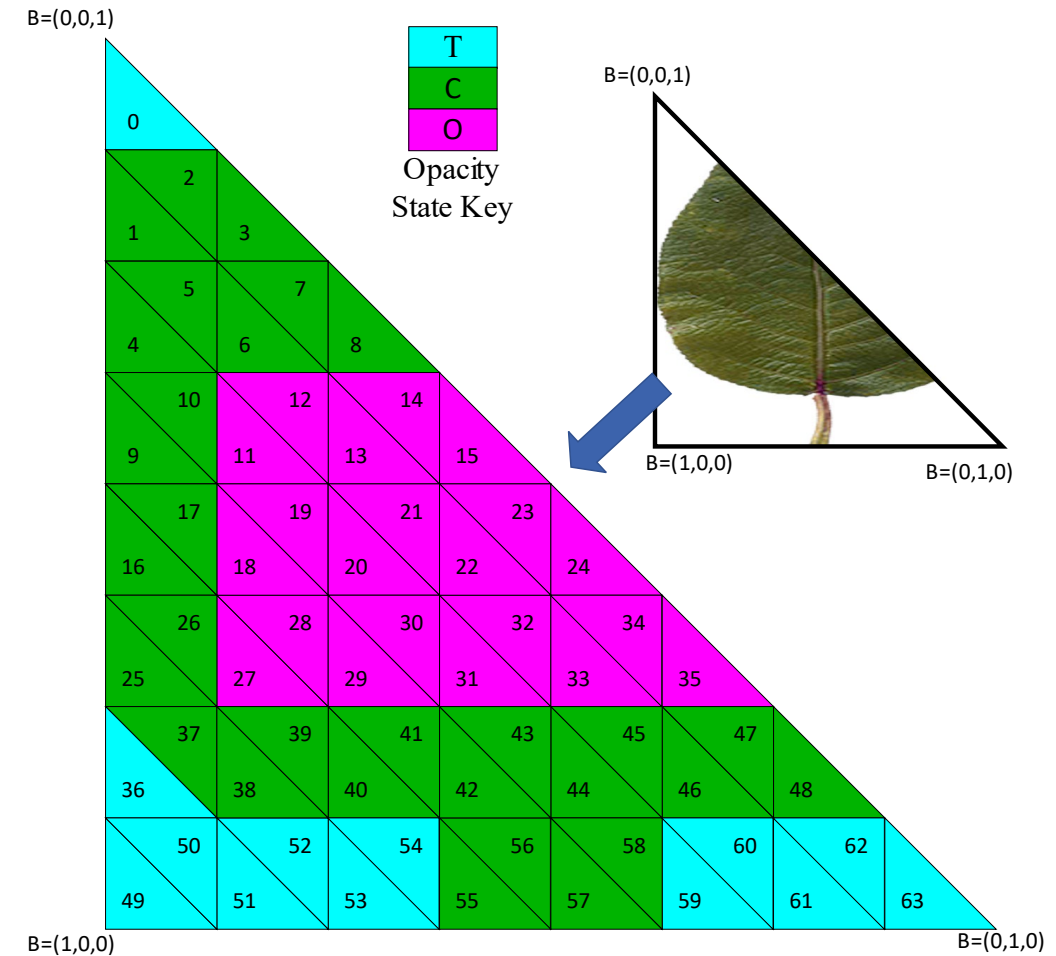 B=(0,0,1)
T
C
O
Opacity
State Key
B=(0,0,1)
B=(1,0,0)
B=(0,1,0)
0
2
1 3
5 7
4 6 8
10 12 14
9 11 13 15
17 19 21 23
16 18 20 22 24
26 28 30 32 34
25 27 29 31 33 35
37 39 41 43 45 47
36 38 40 42 44 46 48
50 52 54 56 58 60 62
49 51 53 55 57 59 61 63
B=(1,0,0)
B=(0,1,0)